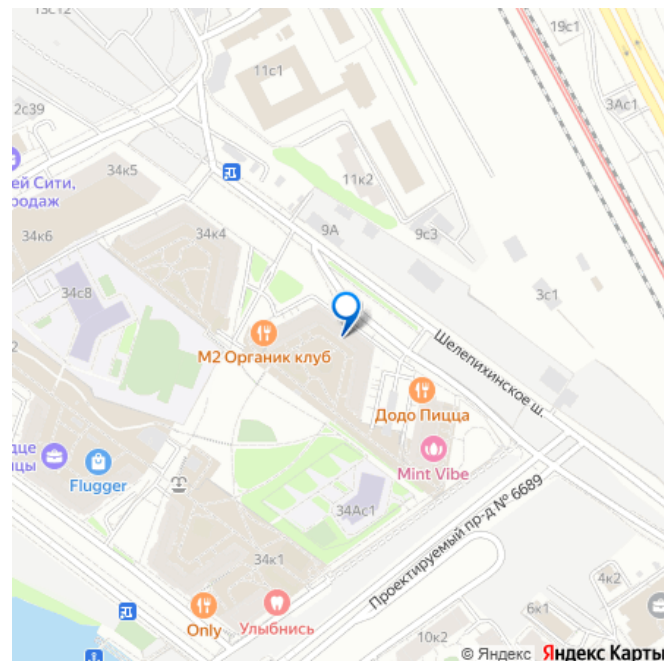 13с12
19с1
11с1
3Ас1
2с39
34к5
11к2
ей Сити,
родаж
34к6
34к4
9А
9с3
34с8
3с1
М2 Органик клуб
Шелепихинское ш.
2
Додо Пицца
дце
цы
Flugger
Mint Vibe
34Ас1
Проектируемый пр-д № 6689
34к1
Only
Улыбнись
4к2
6к1
10к2
© Яндекс Яндекс Карты